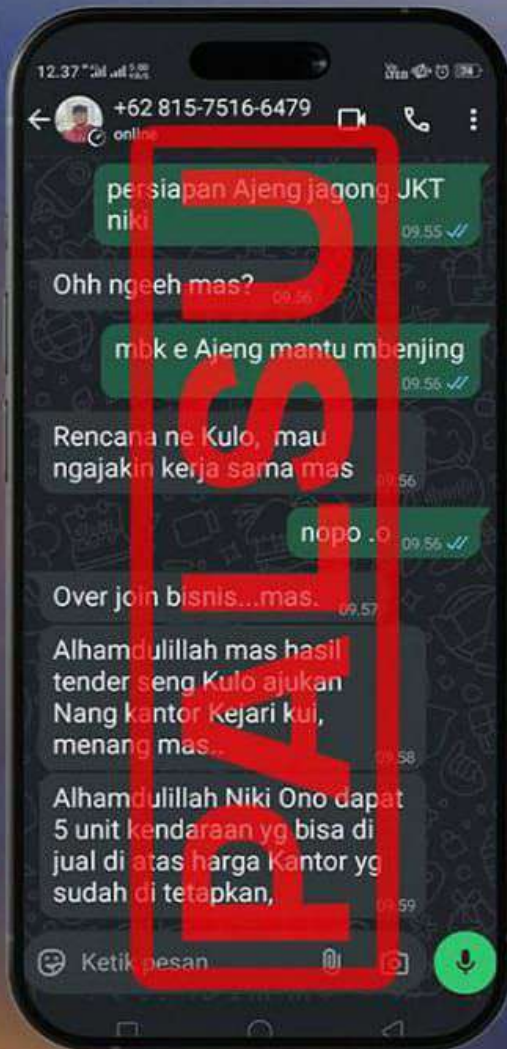 12.37
+62 815-7516-6479
online
persiapan Ajeng jagong JKT
niki
09.55
Ohh ngeeh mas?
09.56
mbk e Ajeng mantu mbenjing
09.56
Rencana ne Kulo, mau
ngajakin kerja sama mas
09.56
nopo .o
09.56
Over join bisnis...mas.
09.57
Alhamdulillah mas hasil
tender seng Kulo ajukan
Nang kantor Kejari kui,
menang mas..
09.58
Alhamdulillah Niki Ono dapat
5 unit kendaraan yg bisa di
jual di atas harga Kantor yg
sudah di tetapkan,
09.59
Ketik pesan
PALSU